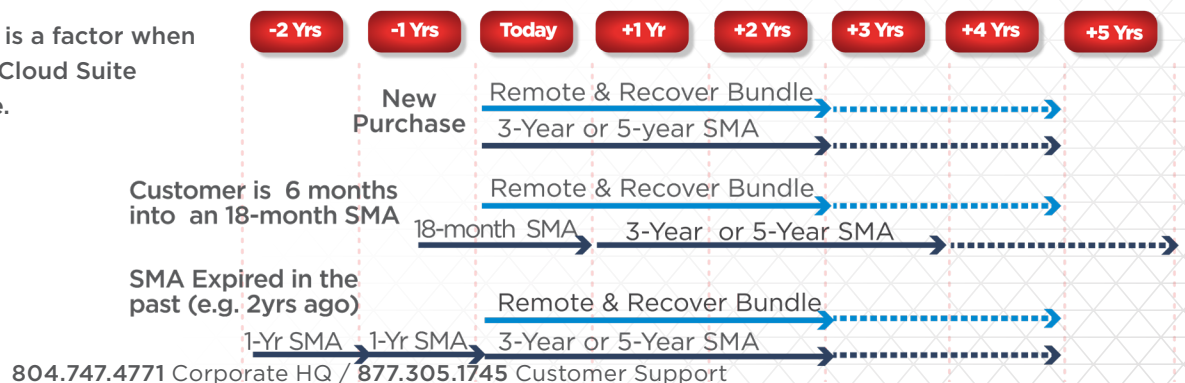 is a factor when
Cloud Suite
e.
-2 Yrs -1 Yrs Today +1 Yr +2 Yrs +3 Yrs +4 Yrs +5 Yrs
New
Purchase
Remote & Recover Bundle
3-Year or 5-year SMA
Customer is 6 months
into an 18-month SMA
Remote & Recover Bundle
18-month SMA 3-Year or 5-Year SMA
SMA Expired in the
past (e.g. 2yrs ago)
Remote & Recover Bundle
1-Yr SMA 1-Yr SMA 3-Year or 5-Year SMA
804.747.4771 Corporate HQ / 877.305.1745 Customer Support